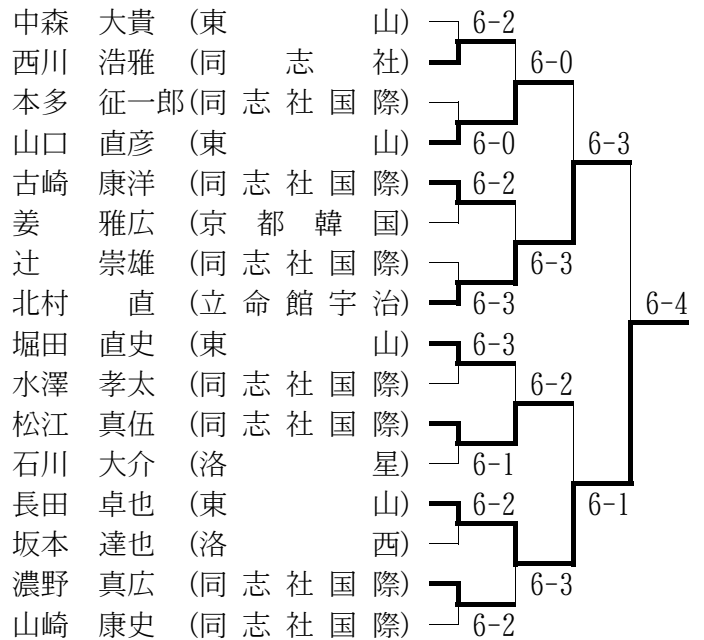 中森 大貴 (東 山) 6-2
西川 浩雅 (同 志 社) 6-0
本多 征一郎(同 志 社 国 際)
山口 直彦 (東 山) 6-0 6-3
古崎 康洋 (同 志 社 国 際) 6-2
姜 雅広 (京 都 韓 国)
辻 崇雄 (同 志 社 国 際) 6-3
北村 直 (立 命 館 宇 治) 6-3 6-4
堀田 直史 (東 山) 6-3
水澤 孝太 (同 志 社 国 際) 6-2
松江 真伍 (同 志 社 国 際)
石川 大介 (洛 星) 6-1
長田 卓也 (東 山) 6-2 6-1
坂本 達也 (洛 西)
濃野 真広 (同 志 社 国 際) 6-3
山崎 康史 (同 志 社 国 際) 6-2